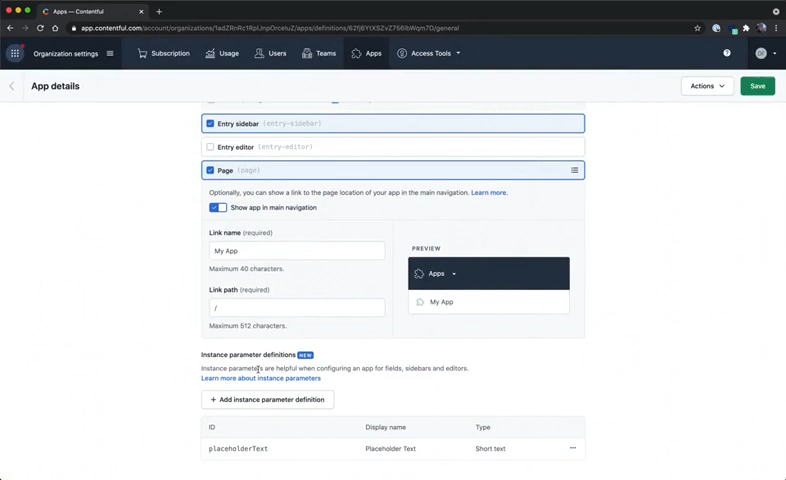 Apps — Contentful
app.contentful.com/account/organizations/1adZRnRc1RpIJnpOrceluZ/apps/definitions/62fj6YtXSZvZ756lbWqm7O/general
Organization settings
Subscription
Usage
Users
Teams
Apps
Access Tools
App details
Actions
Save
Entry sidebar (entry-sidebar)
Entry editor (entry-editor)
Page (page)
Optionally, you can show a link to the page location of your app in the main navigation. Learn more.
Show app in main navigation
Link name (required)
My App
Maximum 40 characters.
Link path (required)
/
Maximum 512 characters.
PREVIEW
Apps
My App
Instance parameter definitions NEW
Instance parameters are helpful when configuring an app for fields, sidebars and editors.
Learn more about instance parameters
+ Add instance parameter definition
ID Display name Type
placeholderText Placeholder Text Short text